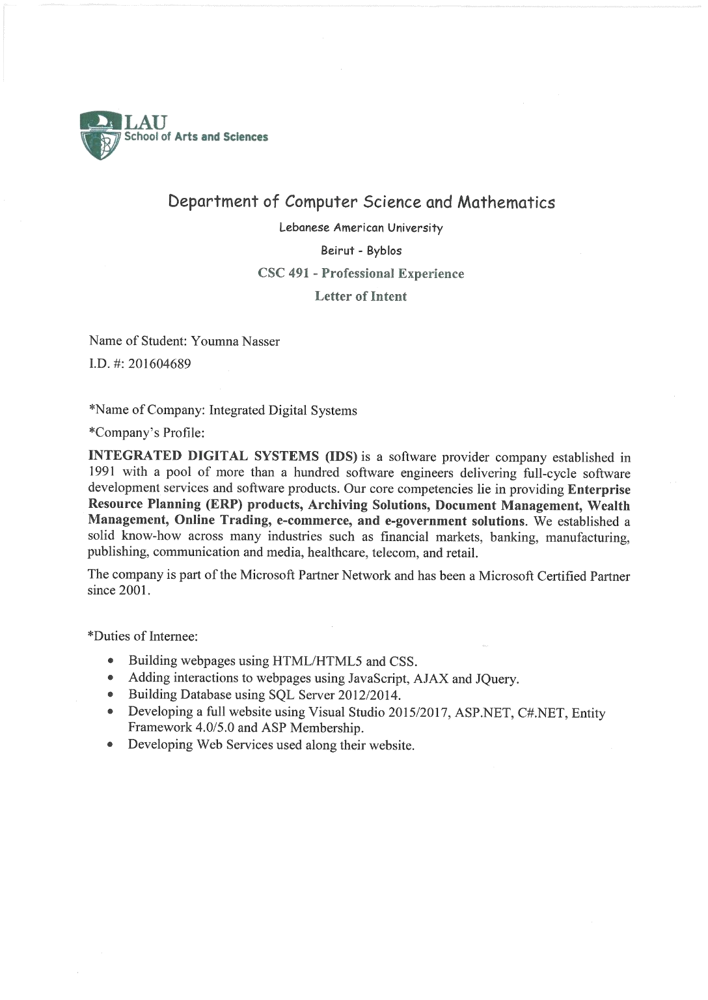 LAU
School of Arts and Sciences
Department of Computer Science and Mathematics
Lebanese American University
Beirut - Byblos
CSC 491 - Professional Experience
Letter of Intent
Name of Student: Youmna Nasser
I.D. #: 201604689
*Name of Company: Integrated Digital Systems
*Company's Profile:
INTEGRATED DIGITAL SYSTEMS (IDS) is a software provider company established in
1991 with a pool of more than a hundred software engineers delivering full-cycle software
development services and software products. Our core competencies lie in providing Enterprise
Resource Planning (ERP) products, Archiving Solutions, Document Management, Wealth
Management, Online Trading, e-commerce, and e-government solutions. We established a
solid know-how across many industries such as financial markets, banking, manufacturing,
publishing, communication and media, healthcare, telecom, and retail.
The company is part of the Microsoft Partner Network and has been a Microsoft Certified Partner
since 2001.
*Duties of Internee:
• Building webpages using HTML/HTML5 and CSS.
• Adding interactions to webpages using JavaScript, AJAX and JQuery.
• Building Database using SQL Server 2012/2014.
• Developing a full website using Visual Studio 2015/2017, ASP.NET, C#.NET, Entity
Framework 4.0/5.0 and ASP Membership.
• Developing Web Services used along their website.